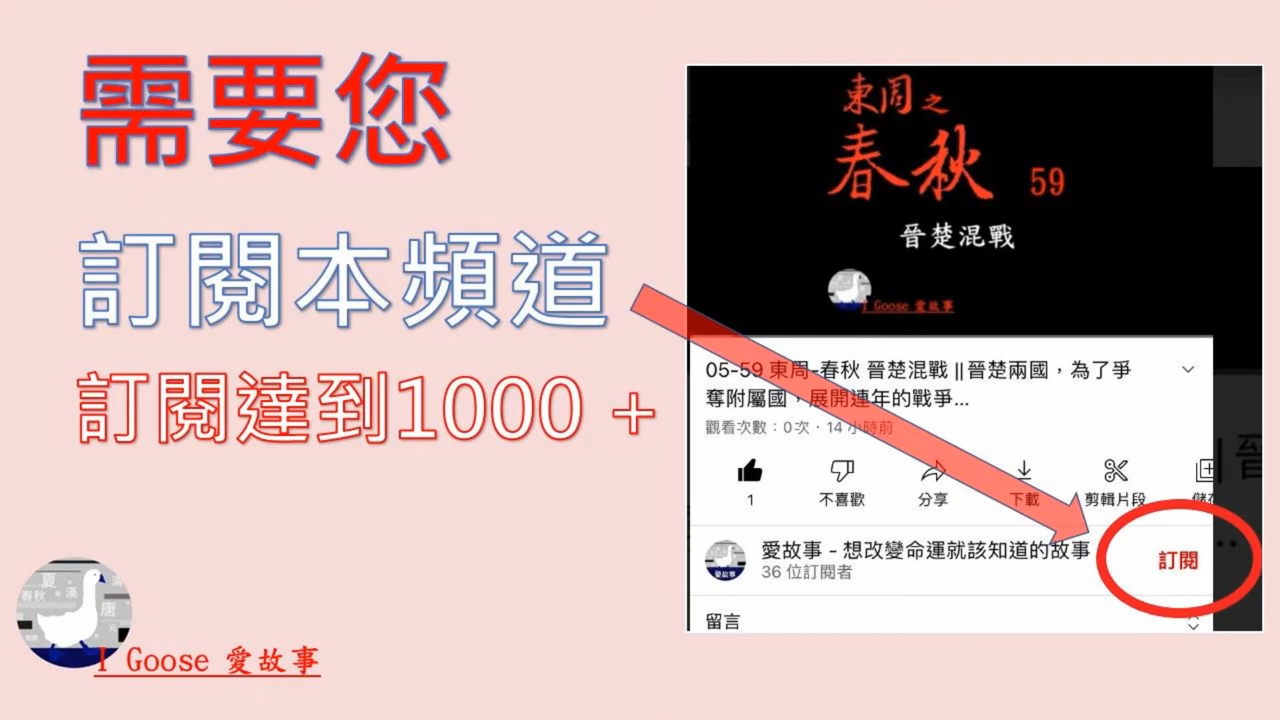 需要您
訂閱本頻道
訂閱達到1000 +
I Goose 愛故事
夏
春秋
漢
唐
東周之
春秋 59
晉楚混戰
I Goose 愛故事
05-59 東周-春秋 晉楚混戰 ||晉楚兩國，為了爭
奪附屬國，展開連年的戰爭...
觀看次數：0次·14 小時前
1 不喜歡 分享 下載 剪輯片段
愛故事 - 想改變命運就該知道的故事
訂閱
36 位訂閱者
愛故事
留言